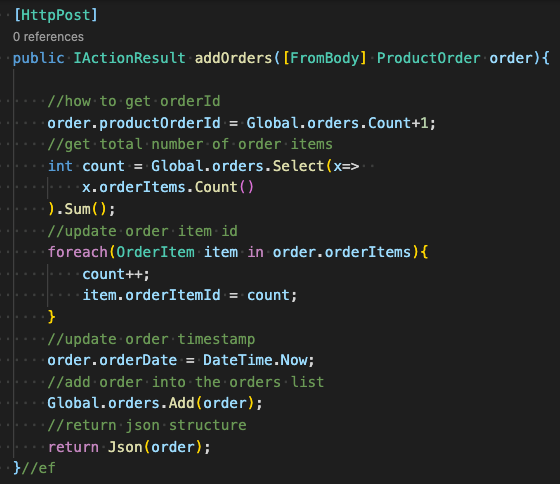 [HttpPost]
0 references
public IActionResult addOrders([FromBody] ProductOrder order){
//how to get orderId
order.productOrderId = Global.orders.Count+1;
//get total number of order items
int count = Global.orders.Select(x=>
x.orderItems.Count()
).Sum();
//update order item id
foreach(OrderItem item in order.orderItems){
count++;
item.orderItemId = count;
}
//update order timestamp
order.orderDate = DateTime.Now;
//add order into the orders list
Global.orders.Add(order);
//return json structure
return Json(order);
}//ef